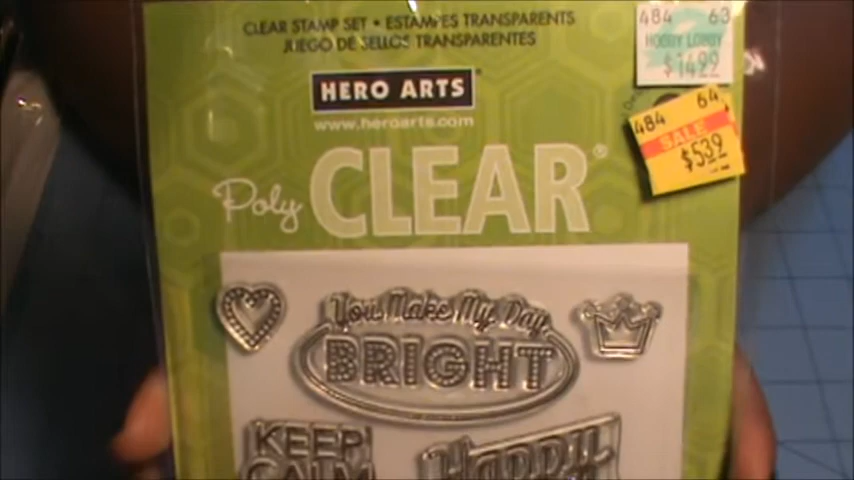 CLEAR STAMP SET • ESTAMPES TRANSPARENTS
JUEGO DE SELLOS TRANSPARENTES
484 63
HOBBY LOBBY
$14.99
HERO ARTS
www.heroarts.com
484 64
SALE
$5.39
Poly CLEAR®
You Make My Day
BRIGHT
KEEP
CALM
HAPPY